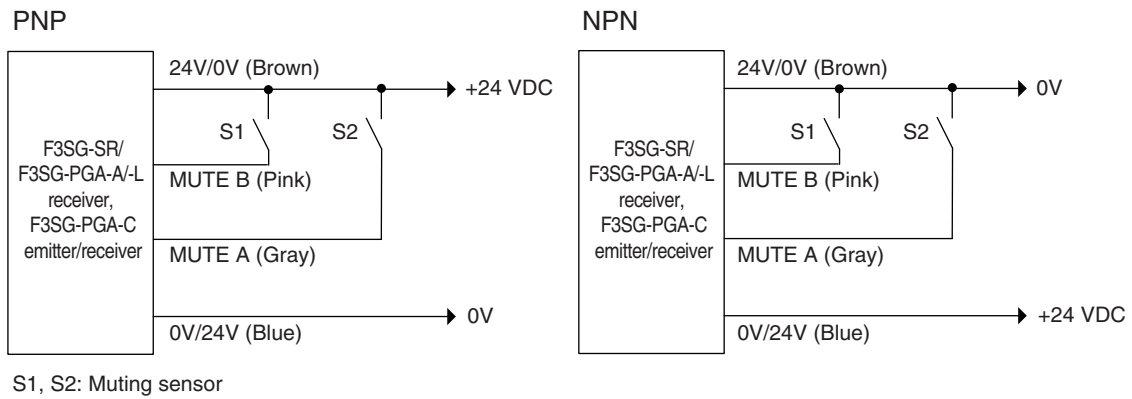 PNP
24V/0V (Brown)
+24 VDC
S1
S2
F3SG-SR/
F3SG-PGA-A/-L
receiver,
F3SG-PGA-C
emitter/receiver
MUTE B (Pink)
MUTE A (Gray)
0V
0V/24V (Blue)
NPN
24V/0V (Brown)
0V
S1
S2
F3SG-SR/
F3SG-PGA-A/-L
receiver,
F3SG-PGA-C
emitter/receiver
MUTE B (Pink)
MUTE A (Gray)
+24 VDC
0V/24V (Blue)
S1, S2: Muting sensor